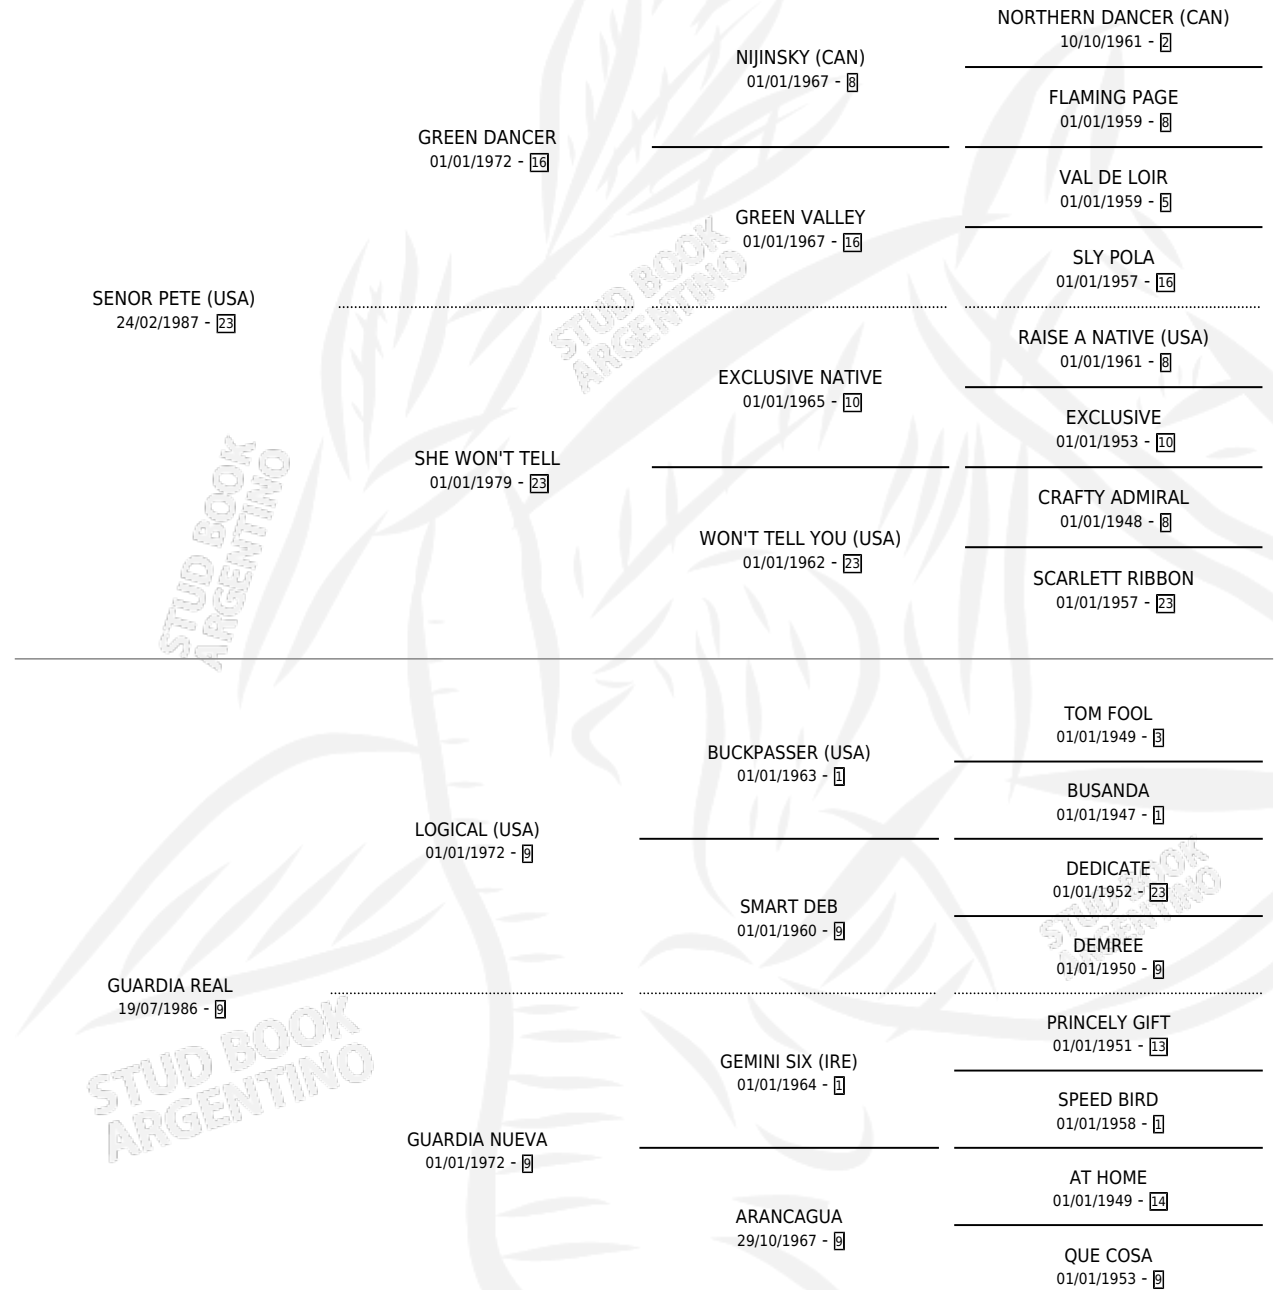 NORTHERN DANCER (CAN)
10/10/1961 - 2
NIJINSKY (CAN)
01/01/1967 - 8
FLAMING PAGE
01/01/1959 - 8
GREEN DANCER
01/01/1972 - 16
VAL DE LOIR
01/01/1959 - 5
GREEN VALLEY
01/01/1967 - 16
SLY POLA
01/01/1957 - 16
SENOR PETE (USA)
24/02/1987 - 23
STUD BOOK
ARGENTINO
RAISE A NATIVE (USA)
01/01/1961 - 8
EXCLUSIVE NATIVE
01/01/1965 - 10
EXCLUSIVE
01/01/1953 - 10
SHE WON'T TELL
01/01/1979 - 23
CRAFTY ADMIRAL
01/01/1948 - 8
WON'T TELL YOU (USA)
01/01/1962 - 23
SCARLETT RIBBON
01/01/1957 - 23
STUD BOOK
ARGENTINO
TOM FOOL
01/01/1949 - 3
BUCKPASSER (USA)
01/01/1963 - 1
BUSANDA
01/01/1947 - 1
LOGICAL (USA)
01/01/1972 - 9
DEDICATE
01/01/1952 - 23
SMART DEB
01/01/1960 - 9
STUD BOOK
ARGENTINO
DEMREE
01/01/1950 - 9
GUARDIA REAL
19/07/1986 - 9
STUD BOOK
ARGENTINO
PRINCELY GIFT
01/01/1951 - 13
GEMINI SIX (IRE)
01/01/1964 - 1
SPEED BIRD
01/01/1958 - 1
GUARDIA NUEVA
01/01/1972 - 9
AT HOME
01/01/1949 - 14
ARANCAGUA
29/10/1967 - 9
QUE COSA
01/01/1953 - 9